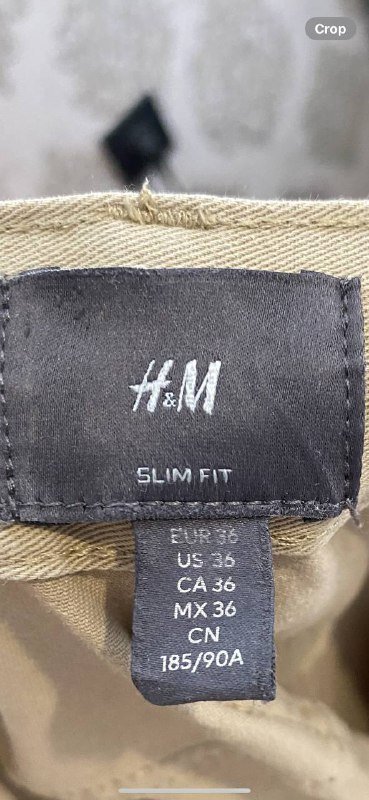 Crop
H&M
SLIM FIT
EUR 36
US 36
CA 36
MX 36
CN
185/90A